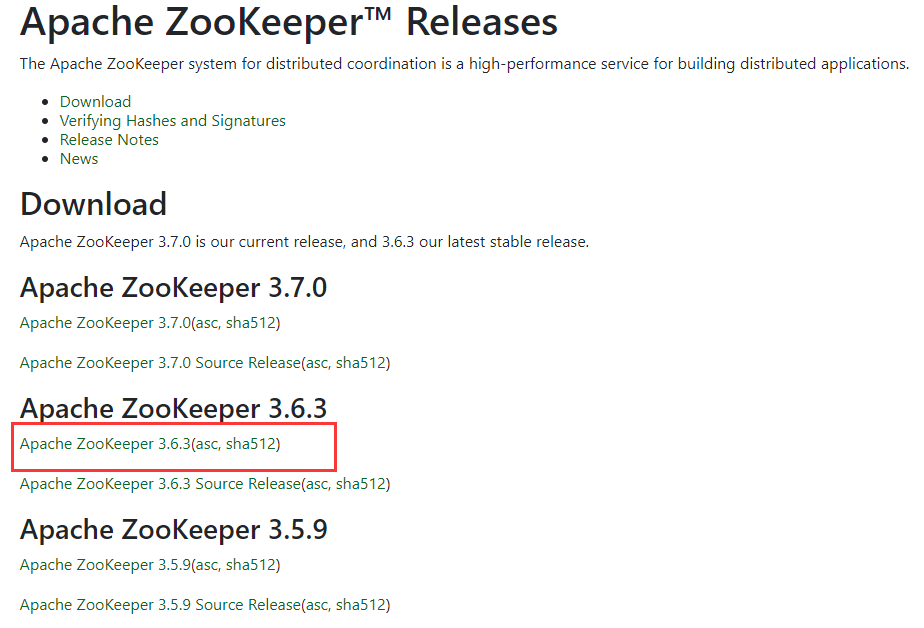 Apache ZooKeeper™ Releases
The Apache ZooKeeper system for distributed coordination is a high-performance service for building distributed applications.
Download
Verifying Hashes and Signatures
Release Notes
News
Download
Apache ZooKeeper 3.7.0 is our current release, and 3.6.3 our latest stable release.
Apache ZooKeeper 3.7.0
Apache ZooKeeper 3.7.0(asc, sha512)
Apache ZooKeeper 3.7.0 Source Release(asc, sha512)
Apache ZooKeeper 3.6.3
Apache ZooKeeper 3.6.3(asc, sha512)
Apache ZooKeeper 3.6.3 Source Release(asc, sha512)
Apache ZooKeeper 3.5.9
Apache ZooKeeper 3.5.9(asc, sha512)
Apache ZooKeeper 3.5.9 Source Release(asc, sha512)